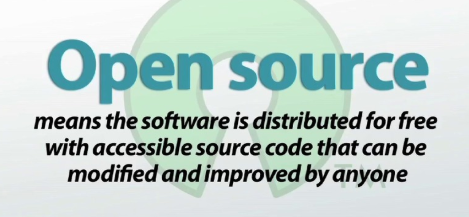 Open source
means the software is distributed for free
with accessible source code that can be
modified and improved by anyone
TM